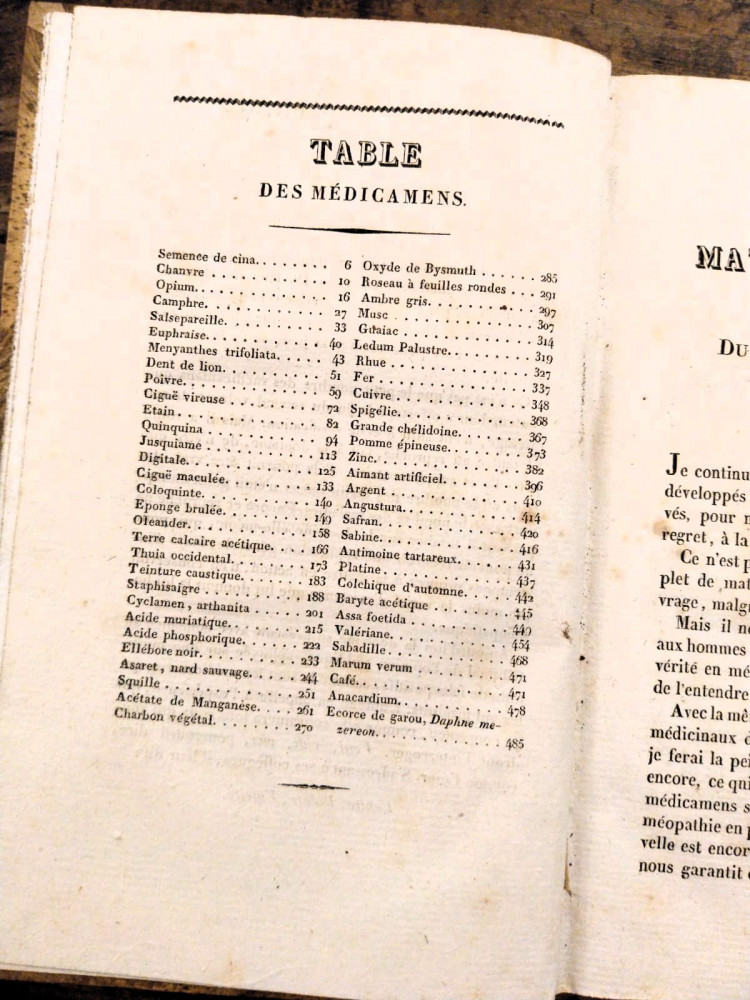 TABLE
DES MÉDICAMENS.
Semence de cina. . . . . . . . 6
Chanvre . . . . . . . . . . . 10
Opium. . . . . . . . . . . . 16
Camphre. . . . . . . . . . . 27
Salsepareille. . . . . . . . . 33
Euphraise. . . . . . . . . . . 40
Menyanthes trifoliata. . . . . 43
Dent de lion. . . . . . . . . 51
Poivre. . . . . . . . . . . . 59
Ciguë vireuse . . . . . . . . 72
Etain. . . . . . . . . . . . 82
Quinquina . . . . . . . . . . 94
Jusquiame . . . . . . . . . . 113
Digitale. . . . . . . . . . . 125
Ciguë maculée. . . . . . . . 133
Coloquinte. . . . . . . . . . 140
Eponge brulée. . . . . . . . 149
Oleander. . . . . . . . . . . 158
Terre calcaire acétique. . . . 166
Thuia occidental. . . . . . . 173
Teinture caustique. . . . . . 183
Staphisaigre . . . . . . . . . 188
Cyclamen, arthanita . . . . . 201
Acide muriatique. . . . . . . 215
Acide phosphorique. . . . . . 222
Ellébore noir. . . . . . . . . 233
Asaret, nard sauvage. . . . . 244
Squille . . . . . . . . . . . 251
Acétate de Manganèse. . . . 261
Charbon végétal. . . . . . . 270
Oxyde de Bysmuth . . . . . . 285
Roseau à feuilles rondes . . . 291
Ambre gris. . . . . . . . . . 297
Musc . . . . . . . . . . . . 307
Gaïac . . . . . . . . . . . . 314
Ledum Palustre. . . . . . . . 319
Rhue . . . . . . . . . . . . 327
Fer . . . . . . . . . . . . . 337
Cuivre . . . . . . . . . . . 348
Spigélie. . . . . . . . . . . 368
Grande chélidoine. . . . . . 367
Pomme épineuse. . . . . . . 373
Zinc. . . . . . . . . . . . . 382
Aimant artificiel. . . . . . . 396
Argent . . . . . . . . . . . 410
Angustura. . . . . . . . . . 414
Safran. . . . . . . . . . . . 420
Sabine. . . . . . . . . . . . 416
Antimoine tartareux. . . . . 431
Platine . . . . . . . . . . . 437
Colchique d'automne. . . . . 442
Baryte acétique . . . . . . . 445
Assa foetida . . . . . . . . . 449
Valériane. . . . . . . . . . . 454
Sabadille . . . . . . . . . . 468
Marum verum . . . . . . . . 471
Café. . . . . . . . . . . . . 471
Anacardium. . . . . . . . . . 478
Ecorce de garou, Daphne me-
zereon. . . . . . . . . . . . 485
MA
DU
Je continu
développés
vés, pour
regret, à la
Ce n'est
plet de mat
vrage, malg
Mais il
aux hommes
vérité en mé
de l'entendre
Avec la mê
médicinaux
je ferai la pei
encore, ce qui
médicamens s
méopathie en
velle est encor
nous garantit